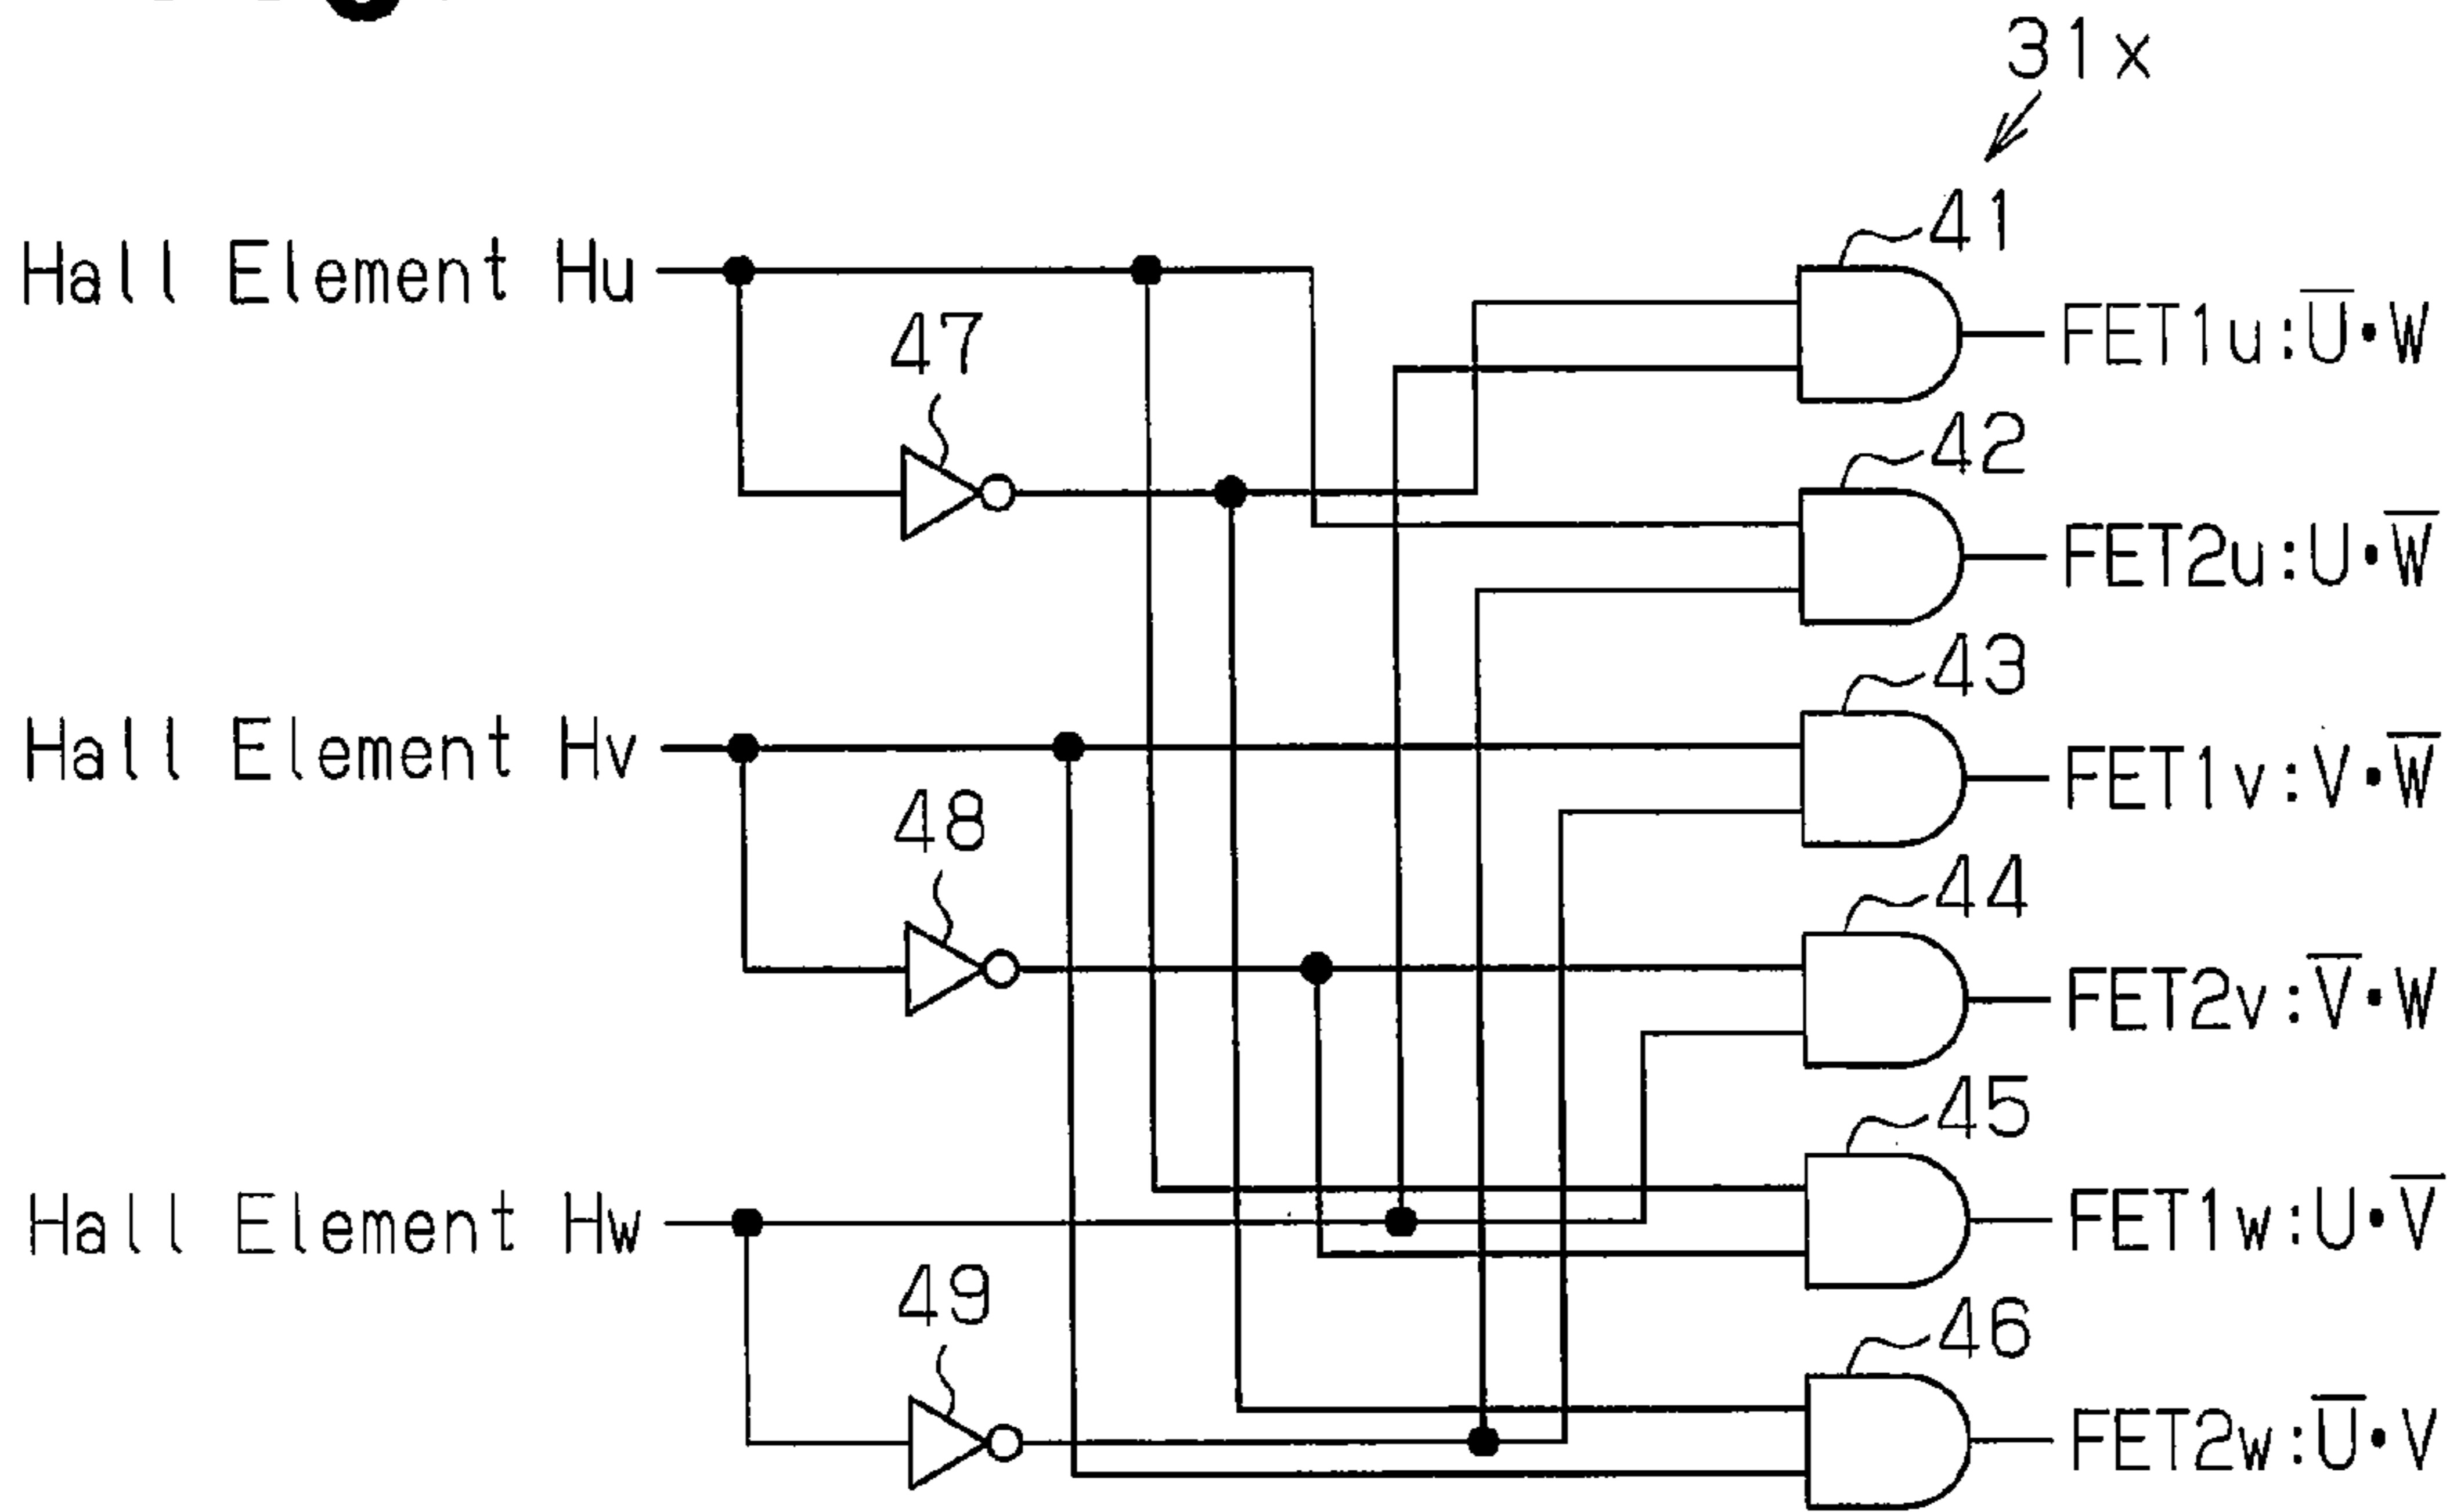 31x
41
Hall Element Hu
FET1u:U̅•W
47
42
FET2u:U•W̅
43
Hall Element Hv
FET1v:V•W̅
48
44
FET2v:V̅•W
45
Hall Element Hw
FET1w:U•V̅
49
46
FET2w:U̅•V